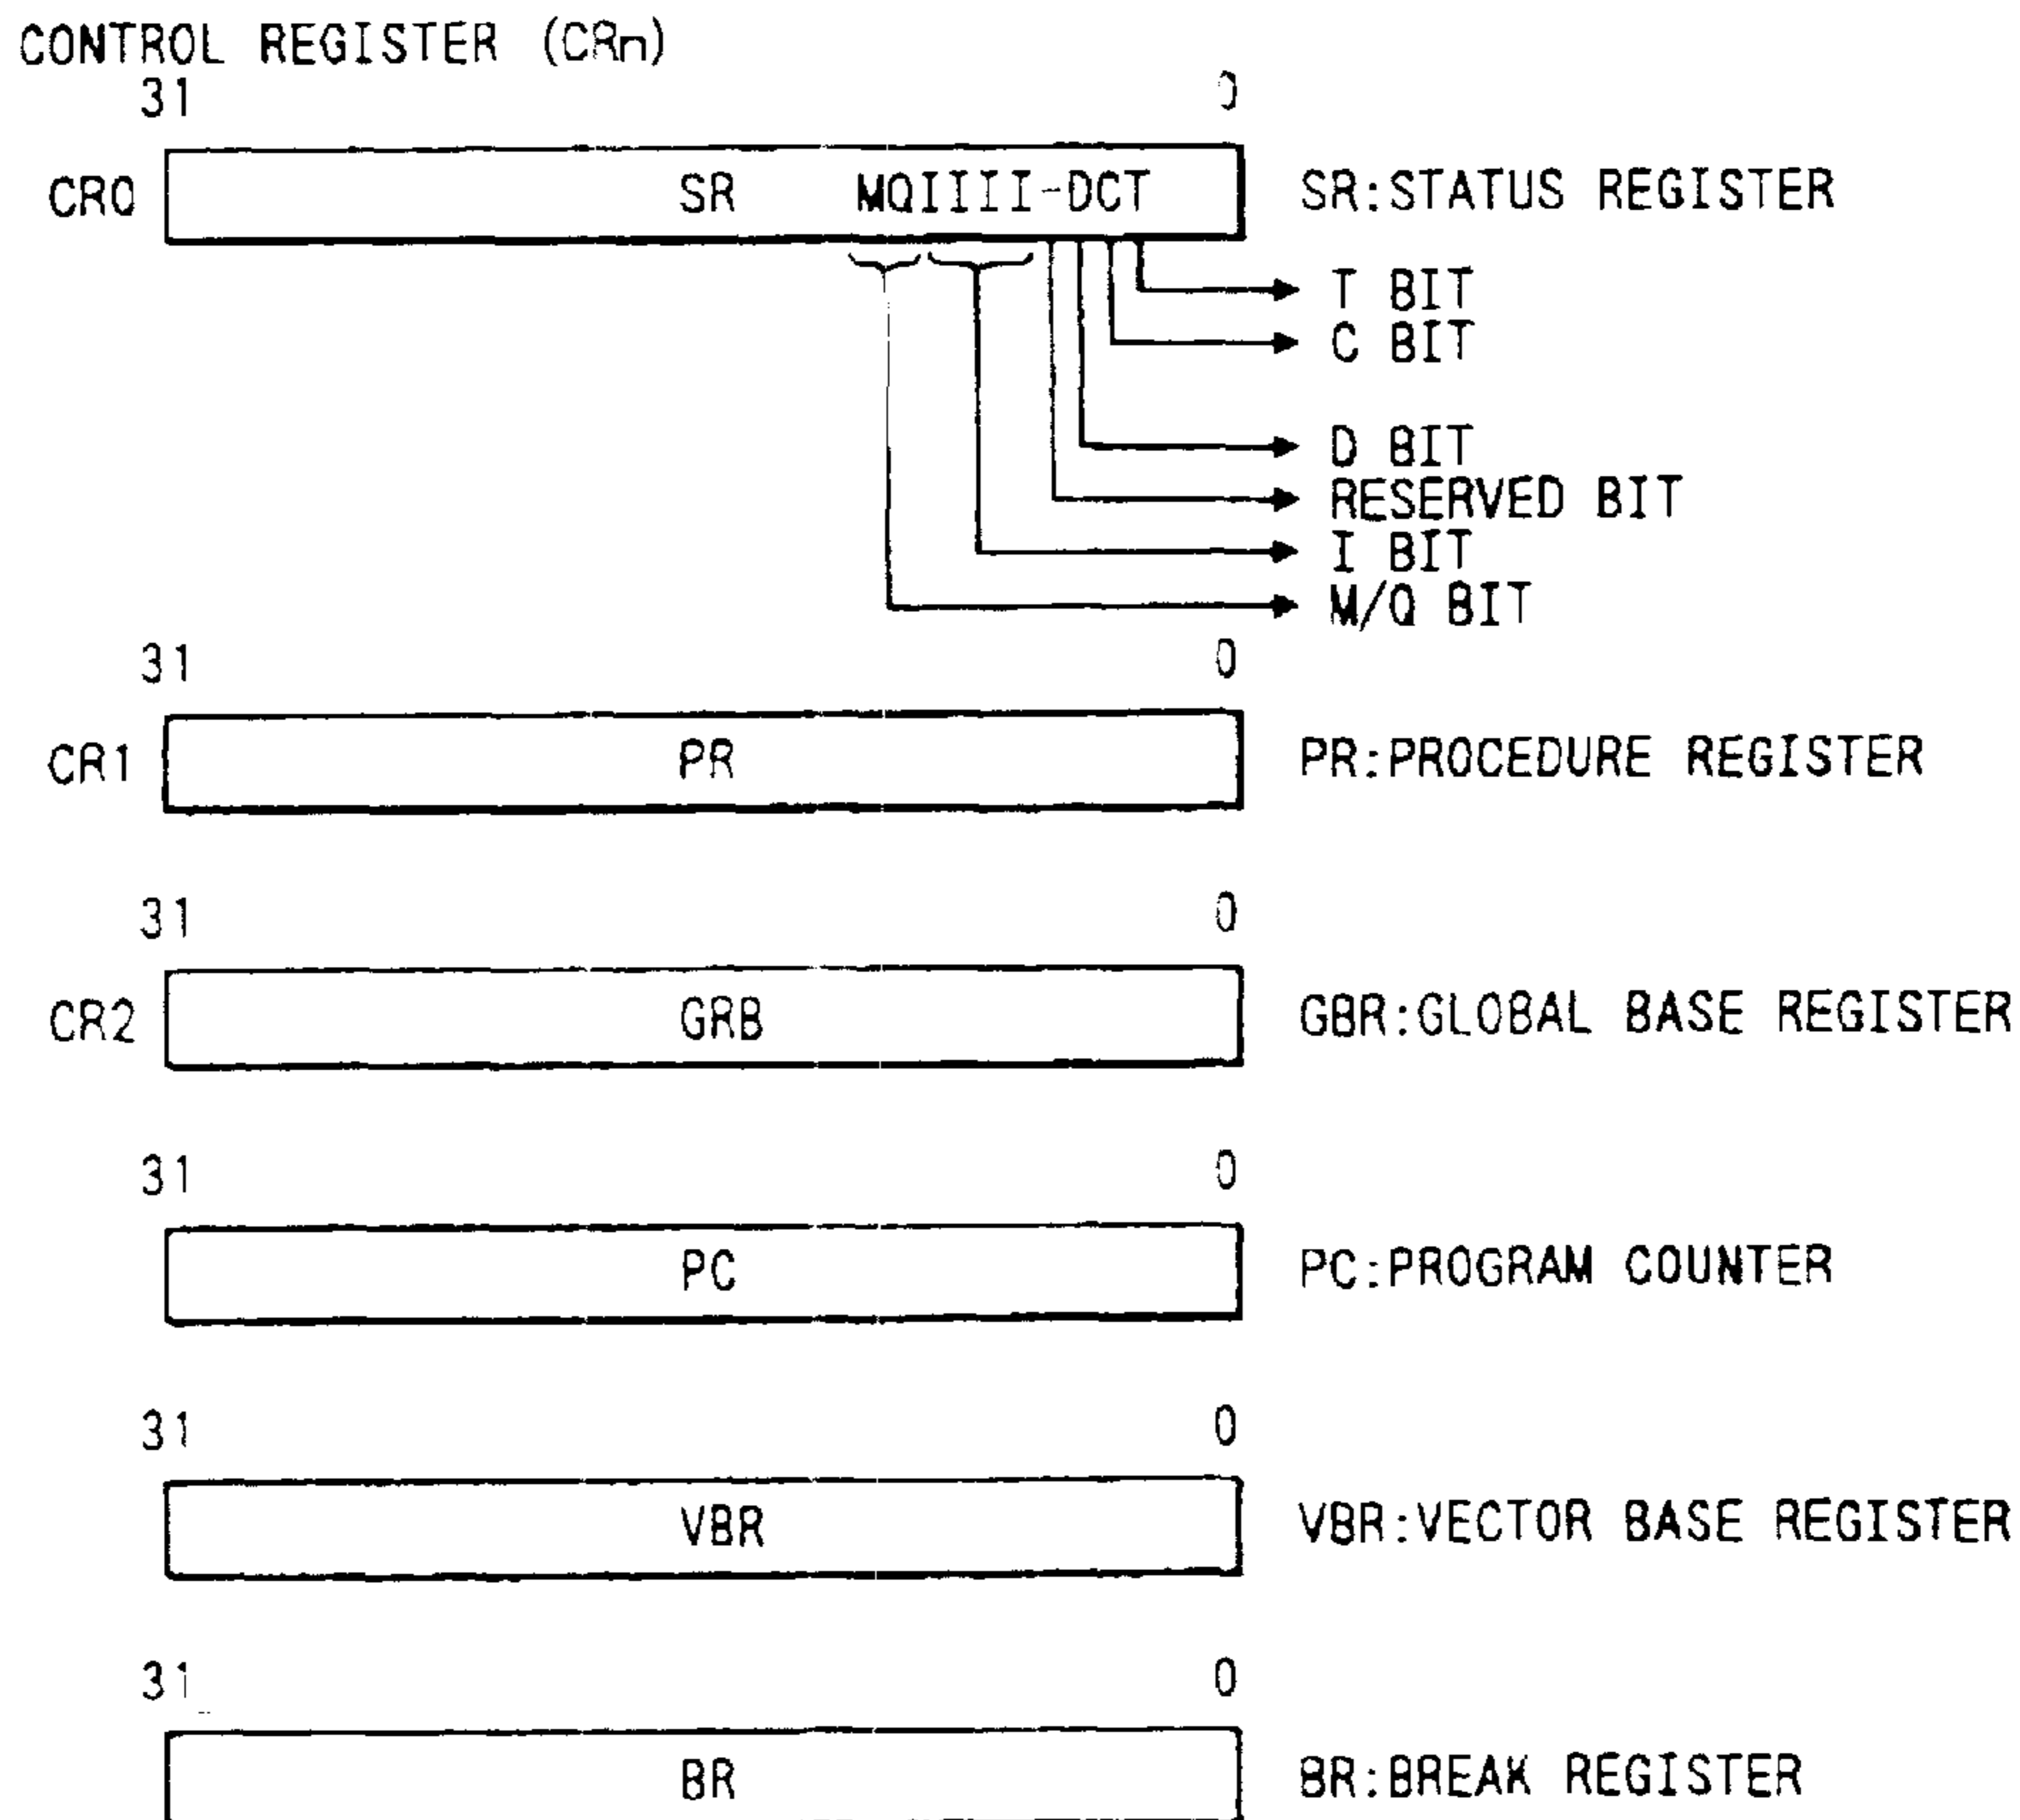 CONTROL REGISTER (CRn)
31 0
CR0 SR MQIIII-DCT SR:STATUS REGISTER
T BIT
C BIT
D BIT
RESERVED BIT
I BIT
M/Q BIT
31 0
CR1 PR PR:PROCEDURE REGISTER
31 0
CR2 GRB GBR:GLOBAL BASE REGISTER
31 0
PC PC:PROGRAM COUNTER
31 0
VBR VBR:VECTOR BASE REGISTER
31 0
BR BR:BREAK REGISTER